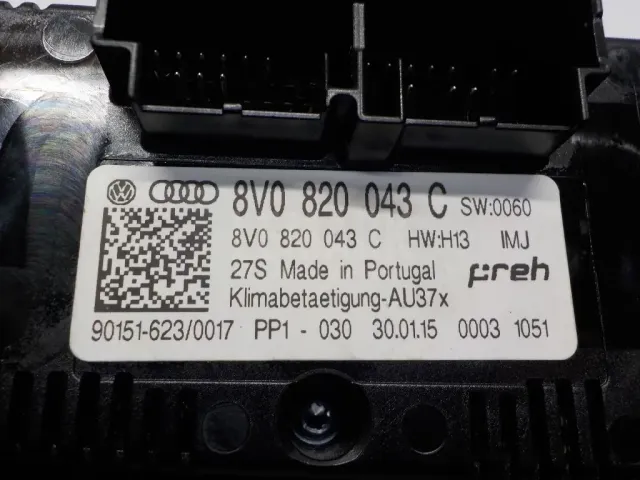 8V0 820 043 C SW:0060
8V0 820 043 C HW:H13 IMJ
27S Made in Portugal preh
Klimabetaetigung-AU37x
90151-623/0017 PP1 - 030 30.01.15 0003 1051